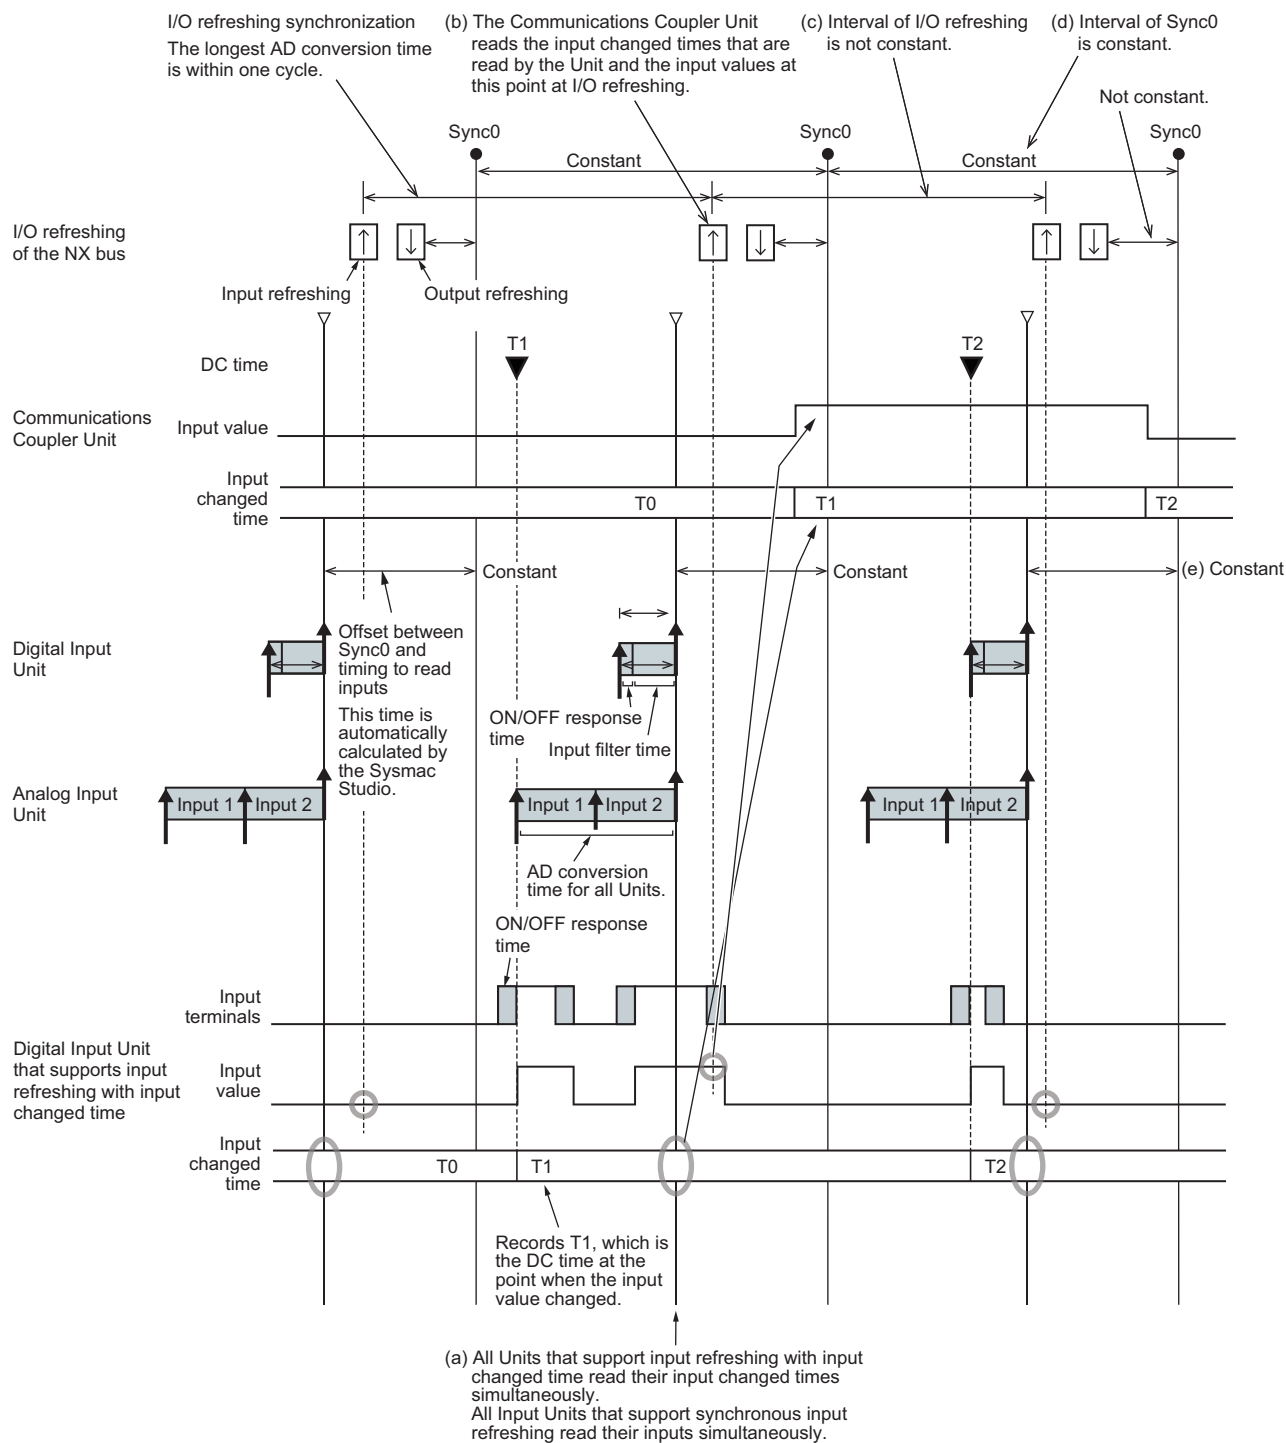 I/O refreshing synchronization
The longest AD conversion time
is within one cycle.
(b) The Communications Coupler Unit
reads the input changed times that are
read by the Unit and the input values at
this point at I/O refreshing.
(c) Interval of I/O refreshing
is not constant.
(d) Interval of Sync0
is constant.
Not constant.
Sync0
Sync0
Sync0
Constant
Constant
I/O refreshing
of the NX bus
Input refreshing
Output refreshing
DC time
T1
T2
Communications
Coupler Unit
Input value
Input
changed
time
T0
T1
T2
Constant
Constant
(e) Constant
Digital Input
Unit
Offset between
Sync0 and
timing to read
inputs
This time is
automatically
calculated by
the Sysmac
Studio.
ON/OFF response
time
Input filter time
Analog Input
Unit
Input 1
Input 2
Input 1
Input 2
Input 1
Input 2
AD conversion
time for all Units.
ON/OFF response
time
Input
terminals
Digital Input Unit
that supports input
refreshing with input
changed time
Input
value
Input
changed
time
T0
T1
T2
Records T1, which is
the DC time at the
point when the input
value changed.
(a) All Units that support input refreshing with input
changed time read their input changed times
simultaneously.
All Input Units that support synchronous input
refreshing read their inputs simultaneously.